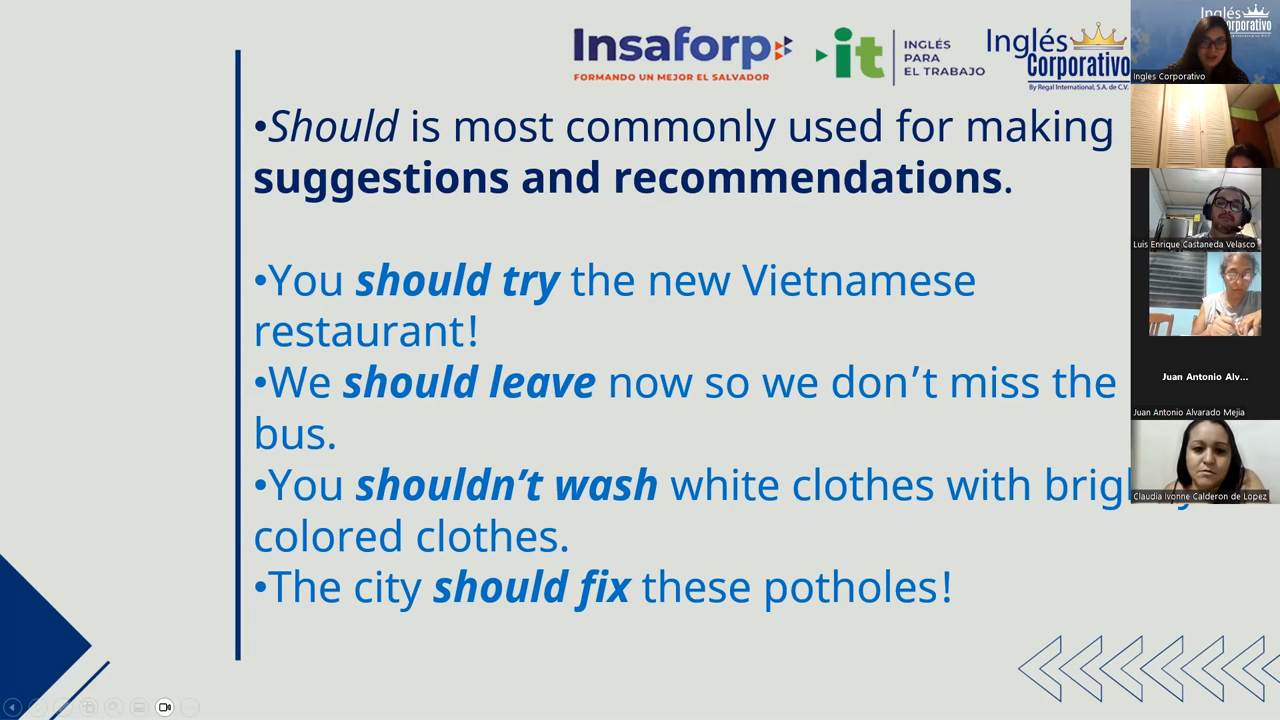 Insaforp
FORMANDO UN MEJOR EL SALVADOR
it
INGLÉS
PARA
EL TRABAJO
Inglés
Corporativo
By Regal International, S.A. de C.V.
•Should is most commonly used for making
suggestions and recommendations.
•You should try the new Vietnamese
restaurant!
•We should leave now so we don’t miss the
bus.
•You shouldn’t wash white clothes with
colored clothes.
•The city should fix these potholes!
Inglés
Corporativo
Ingles Corporativo
Luis Enrique Castaneda Velasco
Juan Antonio Alv...
Juan Antonio Alvarado Mejia
Claudia Ivonne Calderon de Lopez